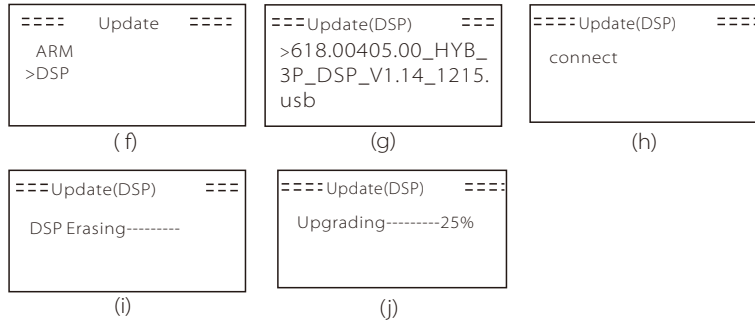 ==== Update ====
ARM
>DSP
( f)
===Update(DSP) ===
>618.00405.00_HYB_
3P_DSP_V1.14_1215.
usb
(g)
====Update(DSP) ====
connect
(h)
===Update(DSP) ===
DSP Erasing---------
(i)
====Update(DSP) ====
Upgrading---------25%
(j)